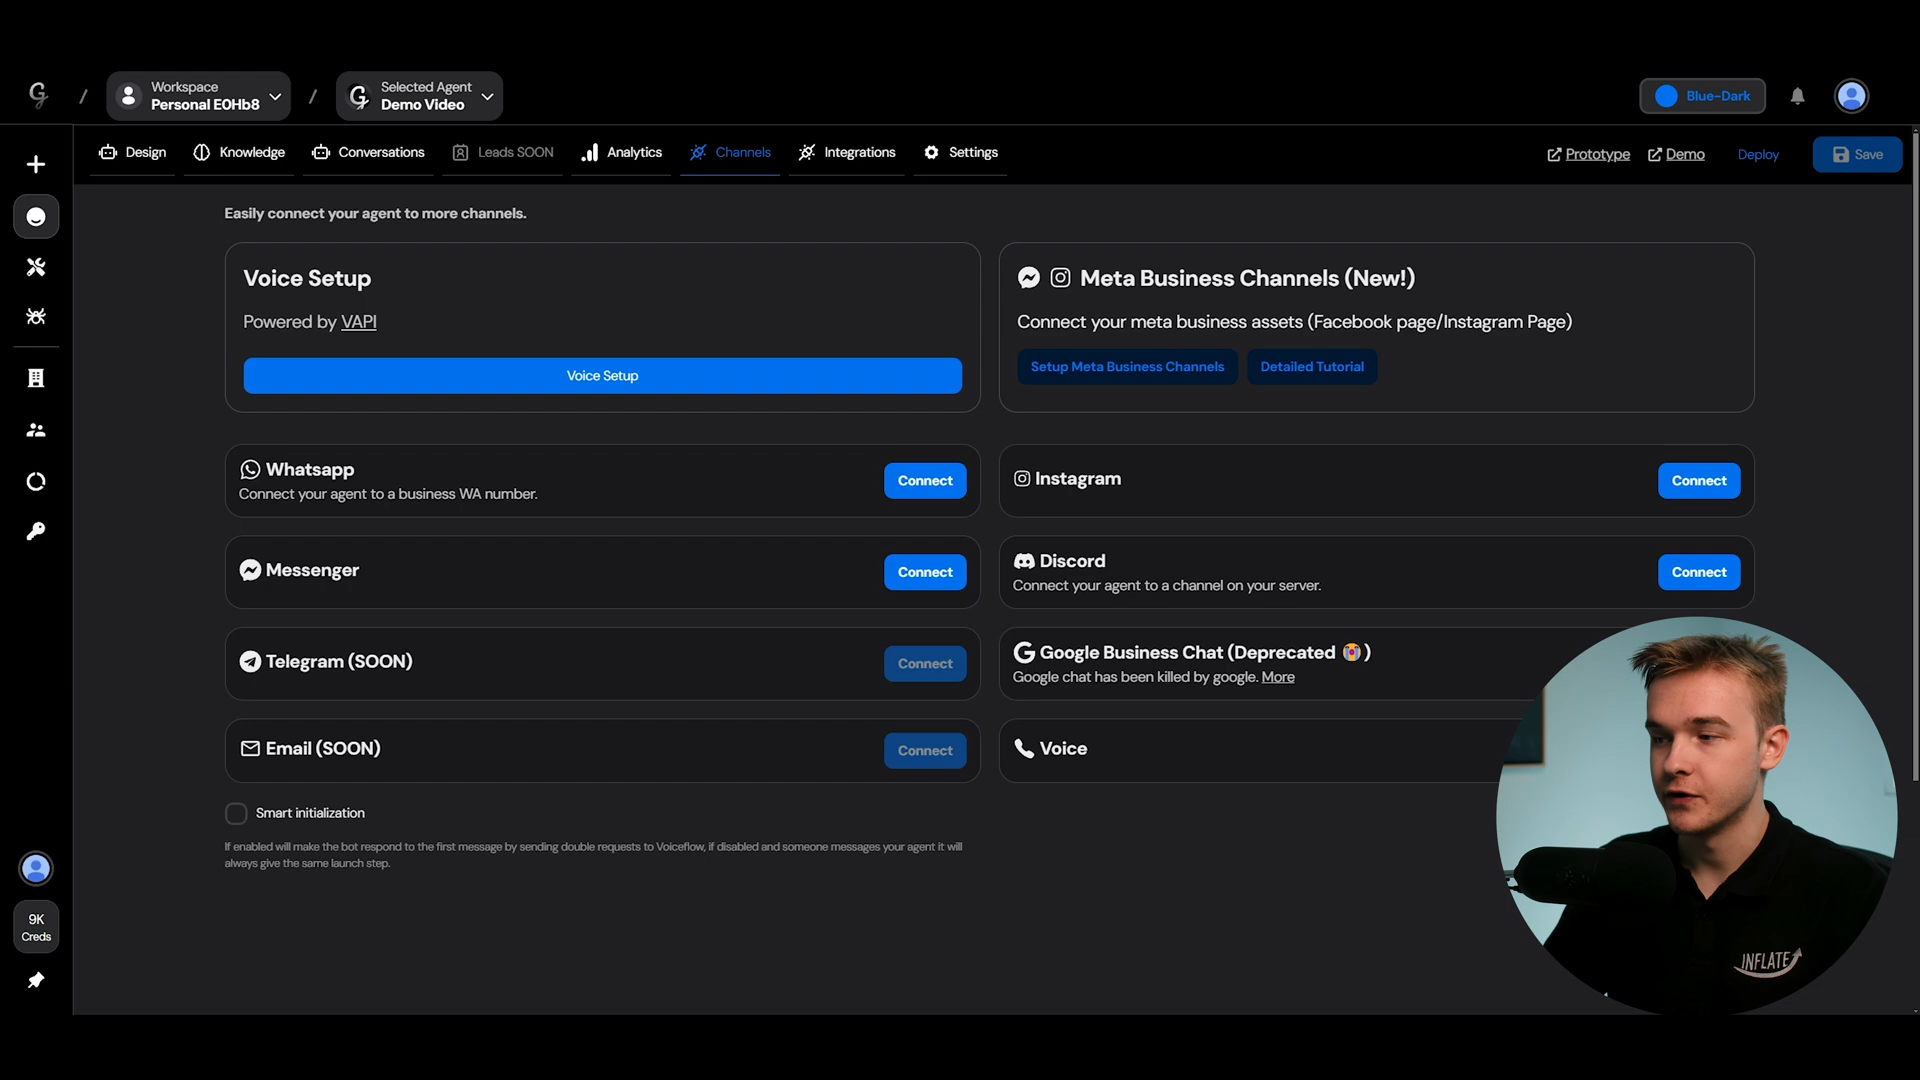 Workspace
Personal E0Hb8
Selected Agent
Demo Video
Blue-Dark
Design
Knowledge
Conversations
Leads SOON
Analytics
Channels
Integrations
Settings
Prototype
Demo
Deploy
Save
Easily connect your agent to more channels.
Voice Setup
Powered by VAPI
Voice Setup
Meta Business Channels (New!)
Connect your meta business assets (Facebook page/Instagram Page)
Setup Meta Business Channels
Detailed Tutorial
Whatsapp
Connect your agent to a business WA number.
Connect
Instagram
Connect
Messenger
Connect
Discord
Connect your agent to a channel on your server.
Connect
Telegram (SOON)
Connect
Google Business Chat (Deprecated 😭)
Google chat has been killed by google. More
Email (SOON)
Connect
Voice
Smart initialization
If enabled will make the bot respond to the first message by sending double requests to Voiceflow, if disabled and someone messages your agent it will
always give the same launch step.
9K
Creds
INFLATE